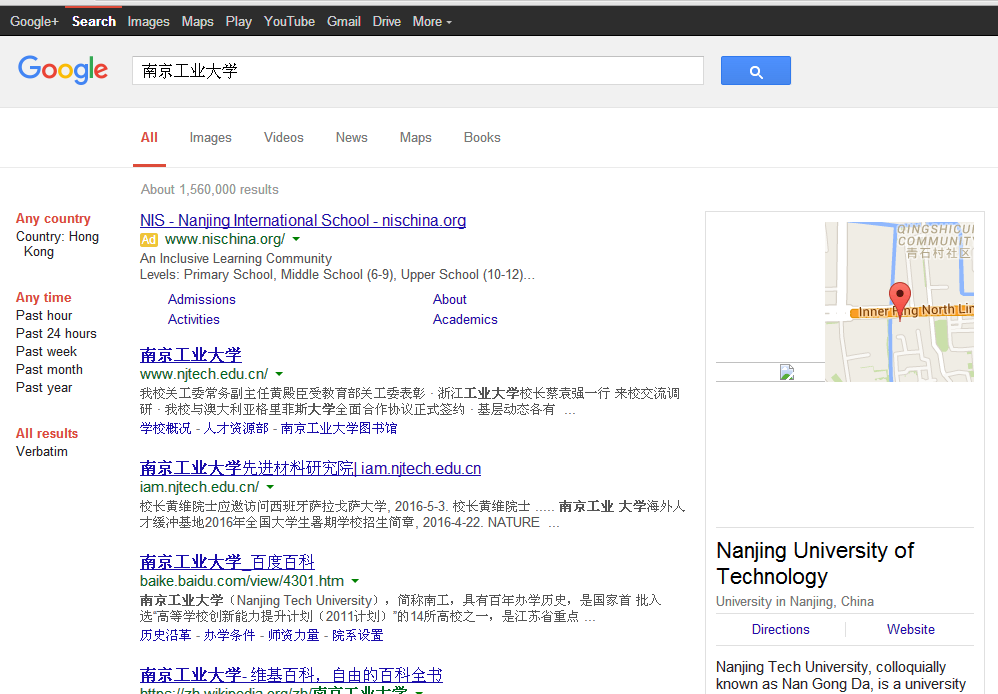 Google+ Search Images Maps Play YouTube Gmail Drive More
Google 南京工业大学
All Images Videos News Maps Books
About 1,560,000 results
Any country
Country: Hong
Kong
Any time
Past hour
Past 24 hours
Past week
Past month
Past year
All results
Verbatim
NIS - Nanjing International School - nischina.org
Ad www.nischina.org/
An Inclusive Learning Community
Levels: Primary School, Middle School (6-9), Upper School (10-12)...
Admissions About
Activities Academics
南京工业大学
www.njtech.edu.cn/
我校关工委常务副主任黄殿臣受教育部关工委表彰 · 浙江工业大学校长蔡袁强一行 来校交流调
研 · 我校与澳大利亚格里菲斯大学全面合作协议正式签约 · 基层动态各有 ...
学校概况 - 人才资源部 - 南京工业大学图书馆
南京工业大学先进材料研究院| iam.njtech.edu.cn
iam.njtech.edu.cn/
校长黄维院士应邀访问西班牙萨拉戈萨大学, 2016-5-3. 校长黄维院士 ..... 南京工业 大学海外人
才缓冲基地2016年全国大学生暑期学校招生简章, 2016-4-22. NATURE ...
南京工业大学_百度百科
baike.baidu.com/view/4301.htm
南京工业大学（Nanjing Tech University），简称南工，具有百年办学历史，是国家首 批入
选“高等学校创新能力提升计划（2011计划）”的14所高校之一，是江苏省重点 ...
历史沿革 - 办学条件 - 师资力量 - 院系设置
南京工业大学- 维基百科，自由的百科全书
https://zh.wikipedia.org/zh/南京工业大学
QINGSHICUN
COMMUNITY
青石村社区
Inner Ring North Lin
Nanjing University of
Technology
University in Nanjing, China
Directions Website
Nanjing Tech University, colloquially
known as Nan Gong Da, is a university